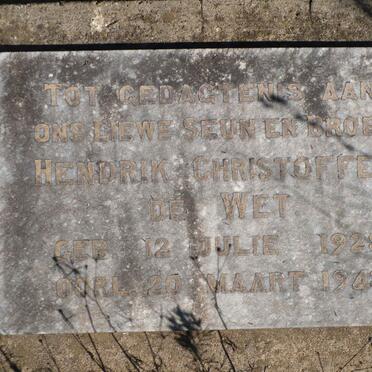 TOT GEDAGTENIS AAN
ONS LIEWE SEUN EN BROE
HENDRIK CHRISTOFFE
DE WET
GEB 12 JULIE 192
OORL. 20 MAART 194